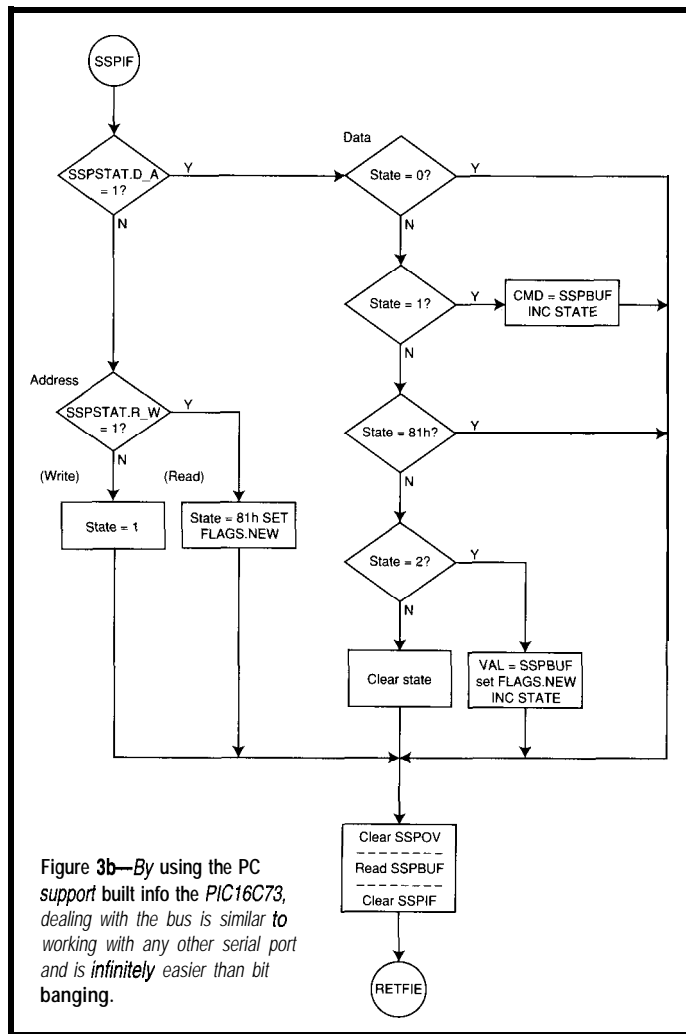 SSPIF
SSPSTAT.D_A
= 1?
Y
N
Data
State = 0?
Y
N
State = 1?
Y
N
CMD = SSPBUF
INC STATE
Address
SSPSTAT.R_W
= 1?
Y
N
(Write)
(Read)
State = 1
State = 81h SET
FLAGS.NEW
State = 81h?
Y
N
State = 2?
Y
N
Clear state
VAL = SSPBUF
set FLAGS.NEW
INC STATE
Clear SSPOV
Read SSPBUF
Clear SSPIF
RETFIE
Figure 3b—By using the PC
support built info the PIC16C73,
dealing with the bus is similar to
working with any other serial port
and is infinitely easier than bit
banging.